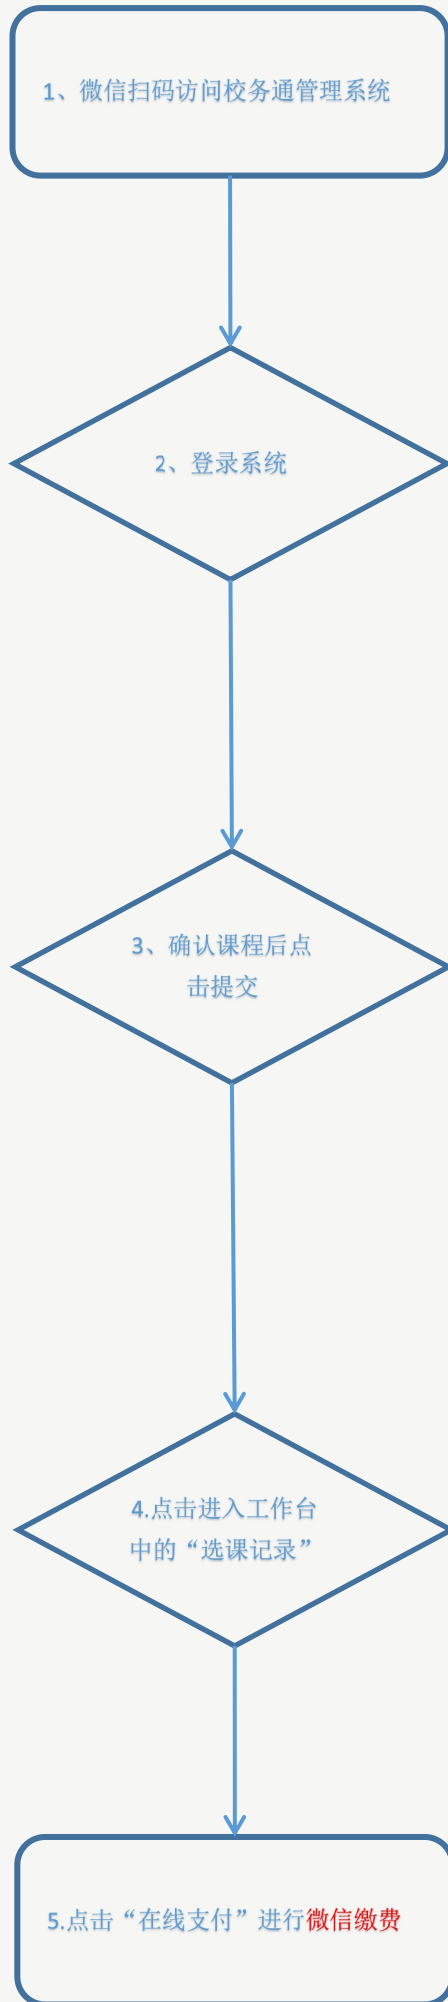 1、微信扫码访问校务通管理系统
2、登录系统
3、确认课程后点
击提交
4.点击进入工作台
中的“选课记录”
5.点击“在线支付”进行微信缴费